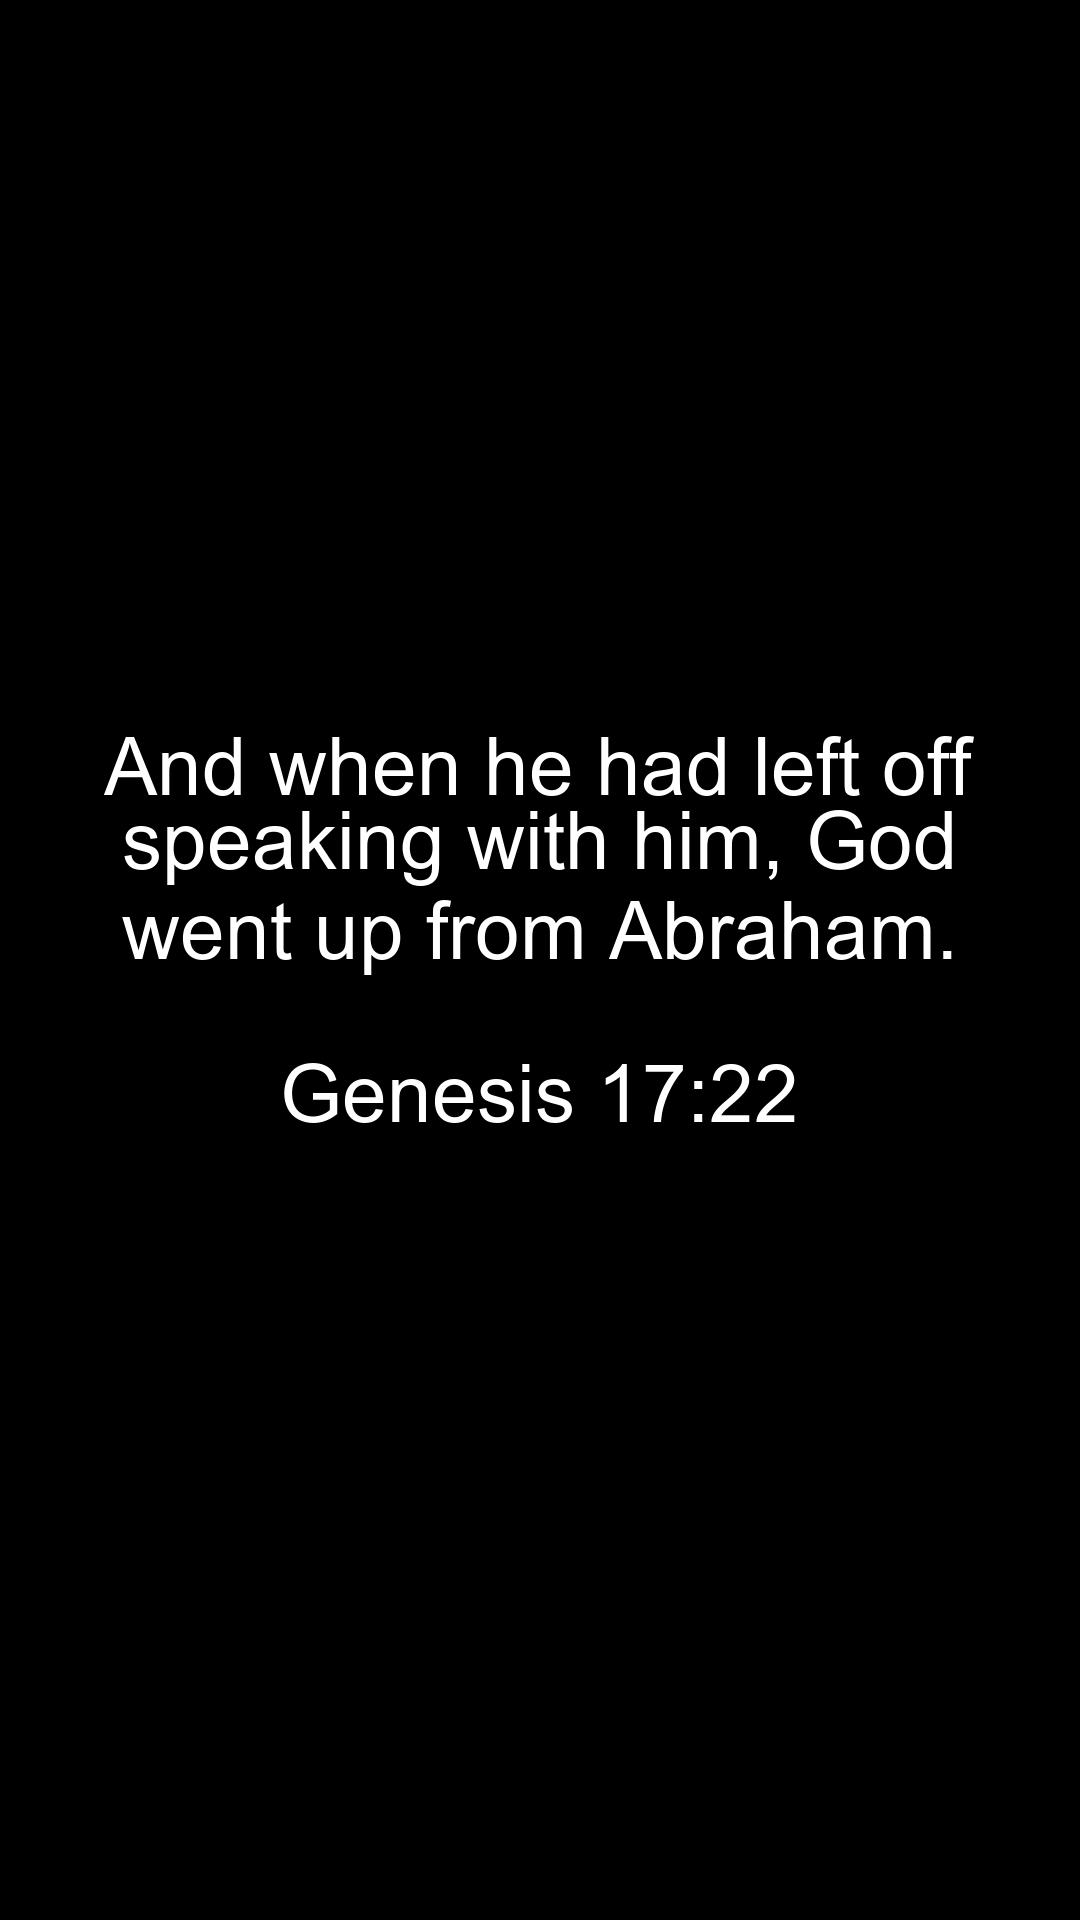 And when he had left off
speaking with him, God
went up from Abraham.
Genesis 17:22